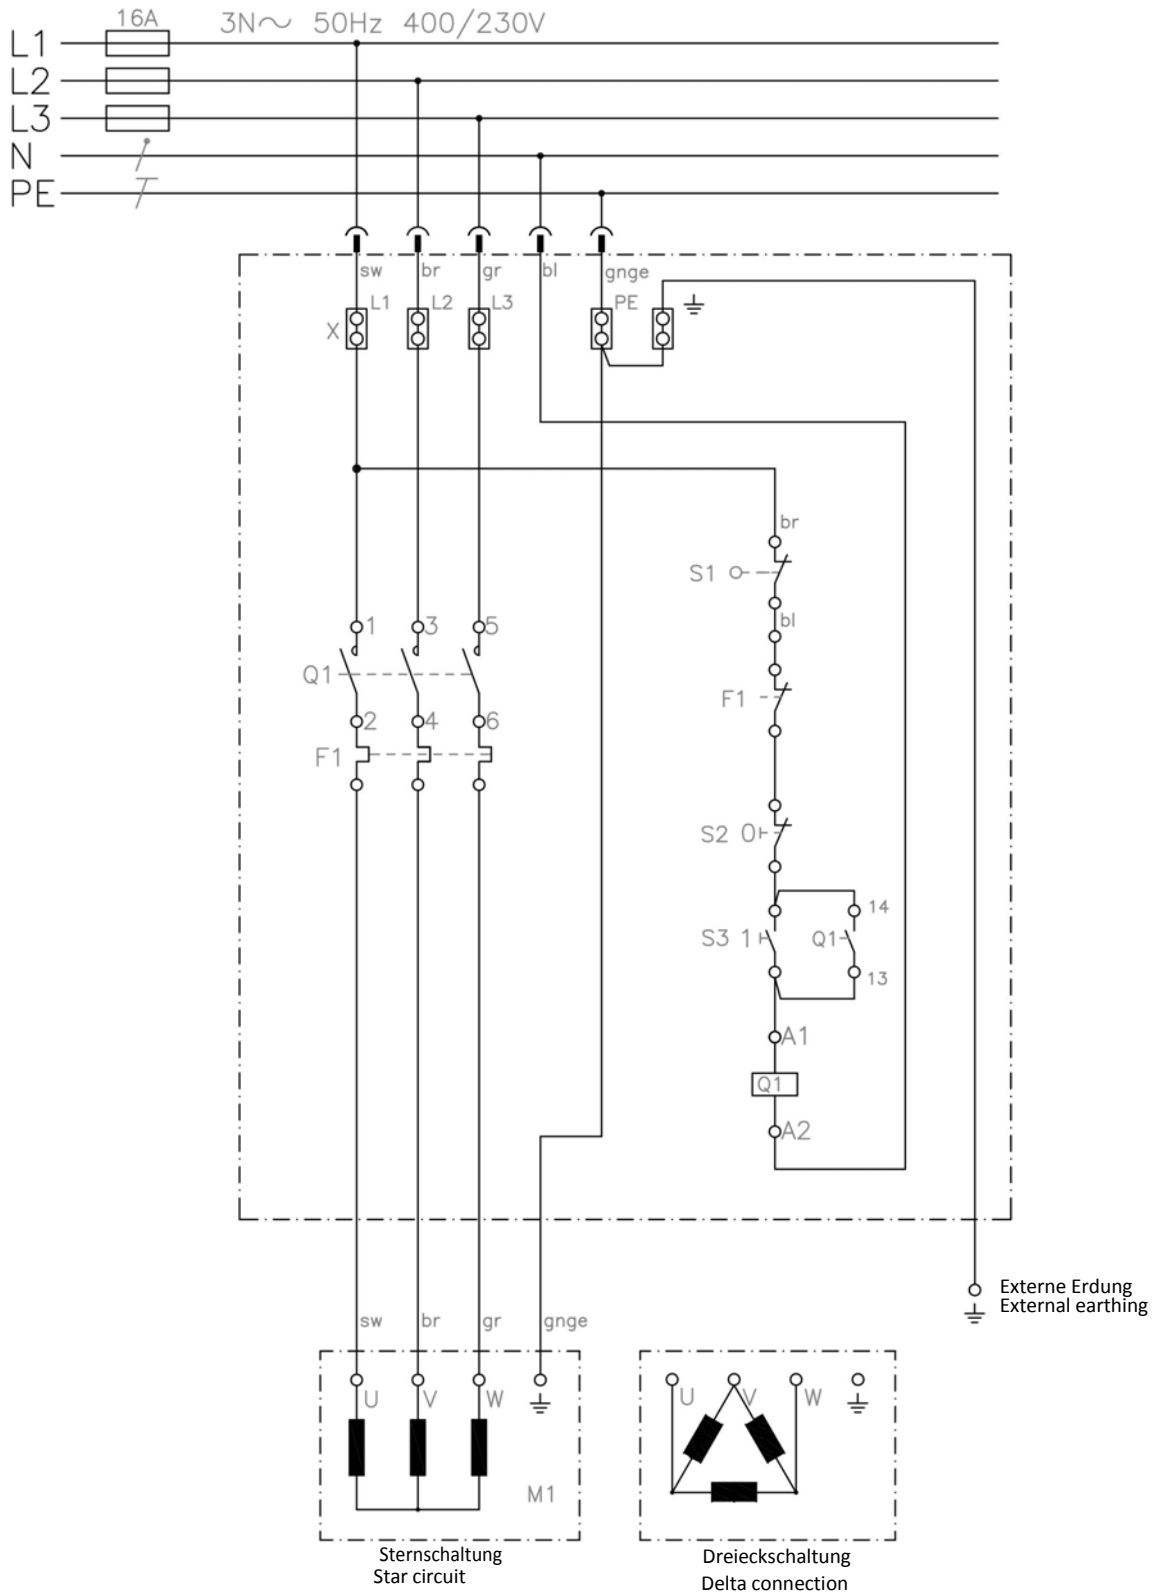 16A 3N～ 50Hz 400/230V
L1
L2
L3
N
PE
sw br gr bl gnge
L1 L2 L3 PE
X
br
S1
bl
1 3 5
Q1
F1
2 4 6
F1
S2 0
14
S3 1 Q1
13
A1
Q1
A2
Externe Erdung
External earthing
sw br gr gnge
U V W U V W
M1
Sternschaltung Dreieckschaltung
Star circuit Delta connection